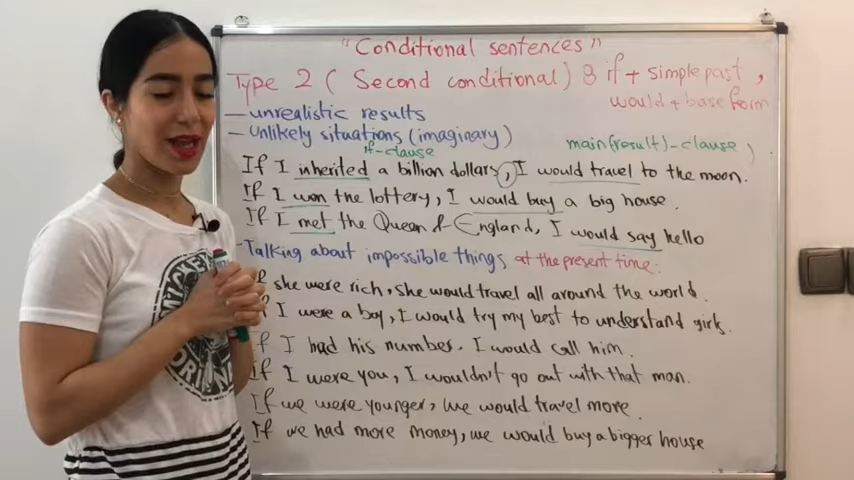 "Conditional sentences"
Type 2 ( Second conditional ) : if + simple past,
would + base form
- unrealistic results
- Unlikely situations (imaginary)
if-clause
main(result)-clause
If I inherited a billion dollars, I would travel to the moon.
If I won the lottery, I would buy a big house.
If I met the Queen of England, I would say hello
- Talking about impossible things at the present time:
she were rich, she would travel all around the world.
I were a boy, I would try my best to understand girls.
If I had his number. I would call him.
If I were you, I wouldn't go out with that man.
If we were younger, we would travel more.
If we had more money, we would buy a bigger house